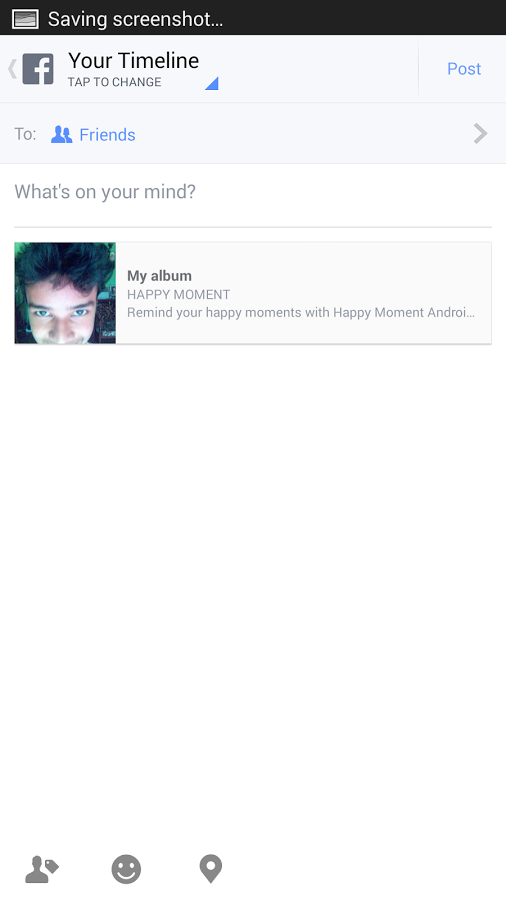 Saving screenshot…
Your Timeline
TAP TO CHANGE
Post
To: Friends
What's on your mind?
My album
HAPPY MOMENT
Remind your happy moments with Happy Moment Androi…